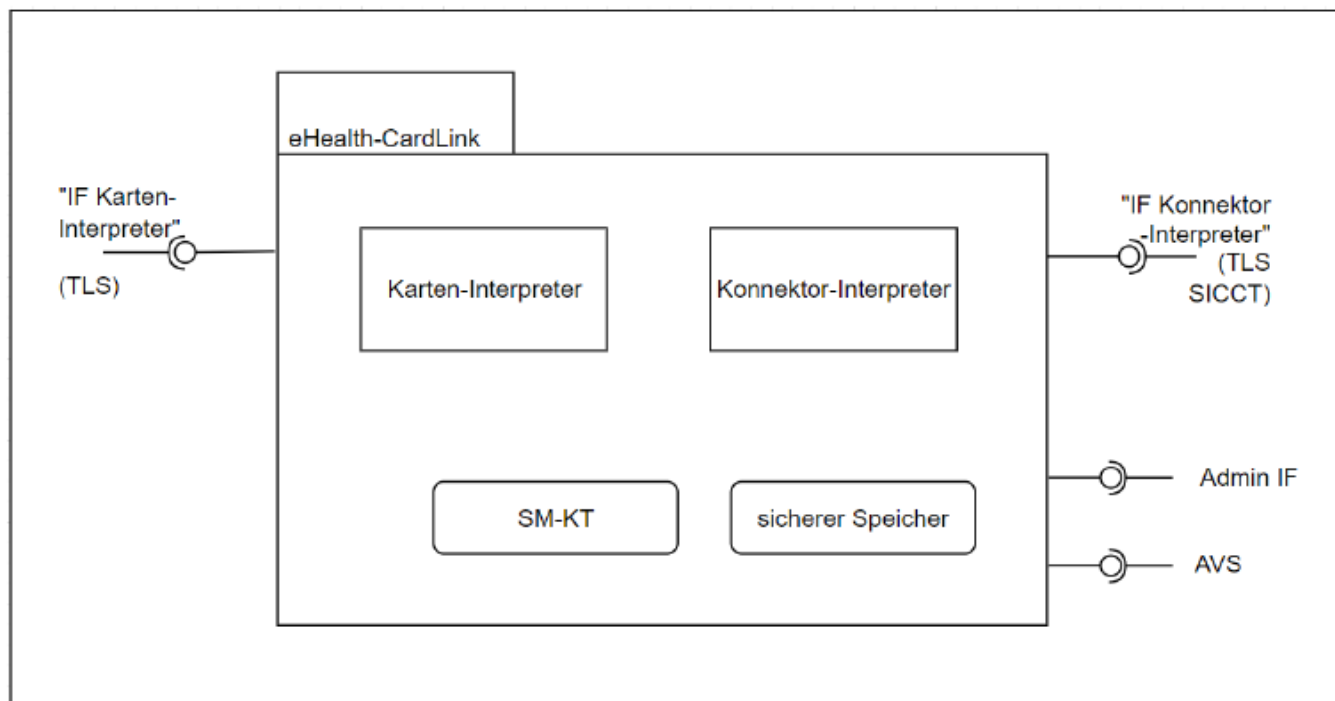 eHealth-CardLink
"IF Karten-
Interpreter"
(TLS)
Karten-Interpreter
Konnektor-Interpreter
"IF Konnektor
-Interpreter"
(TLS
SICCT)
SM-KT
sicherer Speicher
Admin IF
AVS